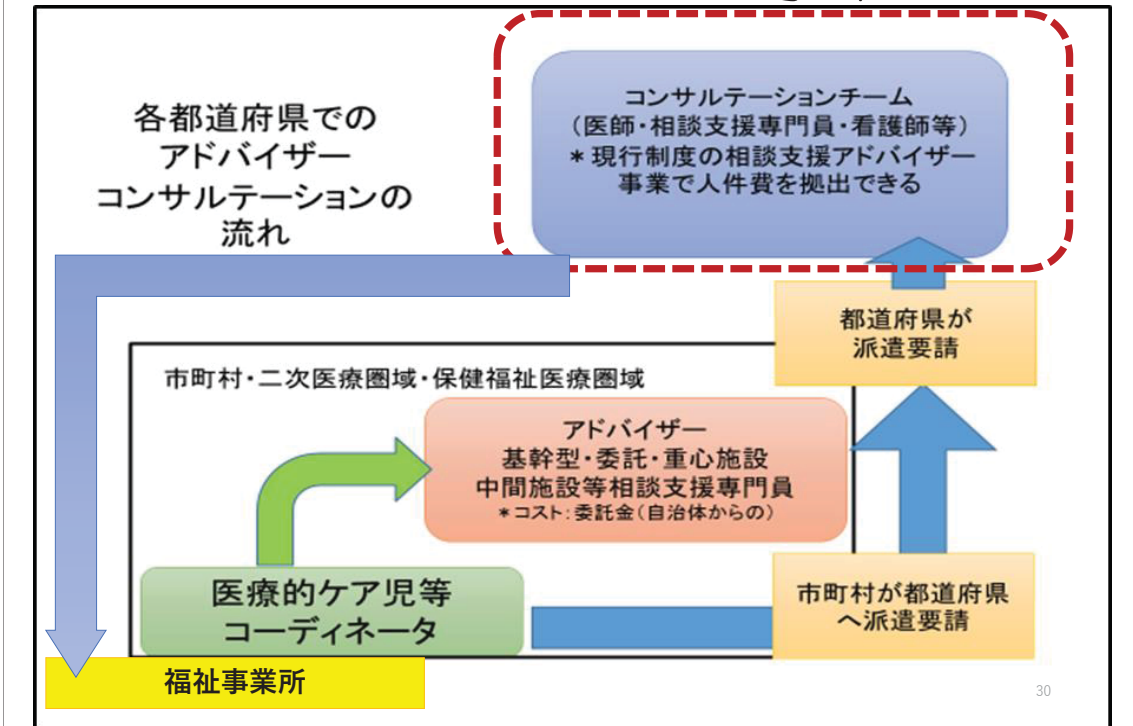 各都道府県での
アドバイザー
コンサルテーションの
流れ
コンサルテーションチーム
（医師・相談支援専門員・看護師等）
＊現行制度の相談支援アドバイザー
事業で人件費を拠出できる
都道府県が
派遣要請
市町村・二次医療圏域・保健福祉医療圏域
アドバイザー
基幹型・委託・重心施設
中間施設等相談支援専門員
＊コスト：委託金（自治体からの）
医療的ケア児等
コーディネータ
市町村が都道府県
へ派遣要請
福祉事業所
30